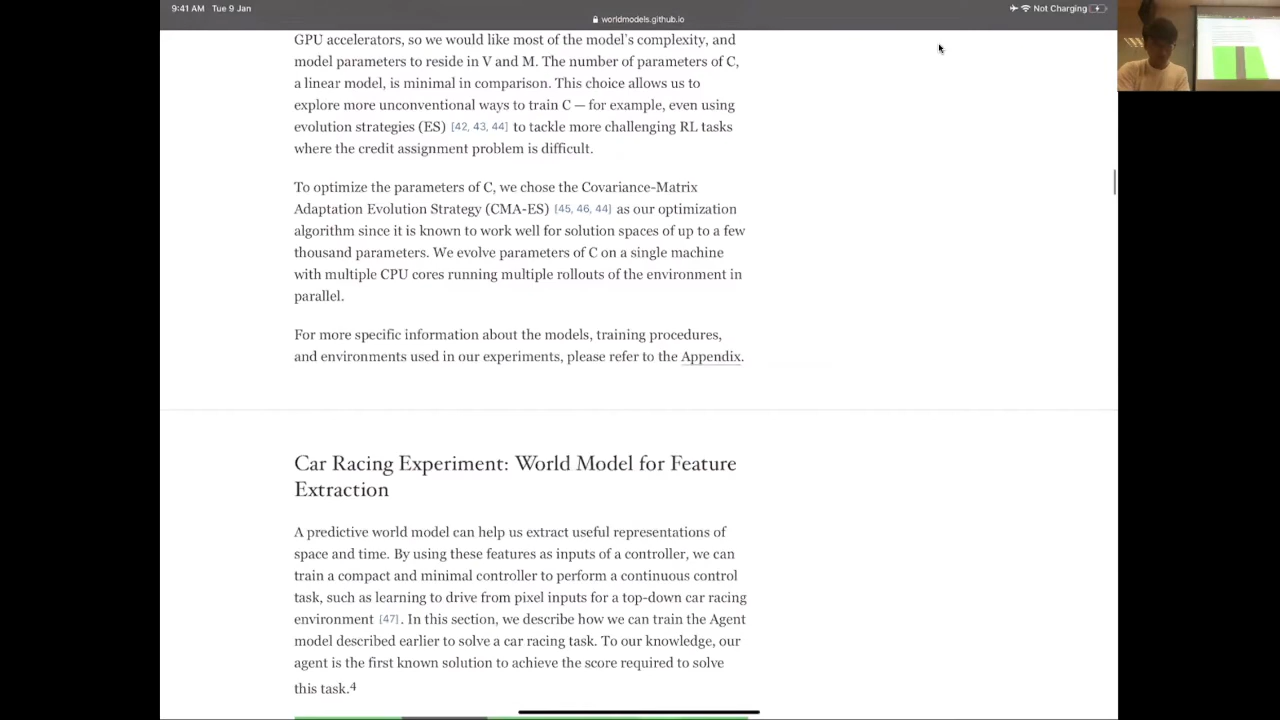 9:41 AM Tue 9 Jan
Not Charging
worldmodels.github.io
GPU accelerators, so we would like most of the model's complexity, and
model parameters to reside in V and M. The number of parameters of C,
a linear model, is minimal in comparison. This choice allows us to
explore more unconventional ways to train C — for example, even using
evolution strategies (ES) [42, 43, 44] to tackle more challenging RL tasks
where the credit assignment problem is difficult.
To optimize the parameters of C, we chose the Covariance-Matrix
Adaptation Evolution Strategy (CMA-ES) [45, 46, 44] as our optimization
algorithm since it is known to work well for solution spaces of up to a few
thousand parameters. We evolve parameters of C on a single machine
with multiple CPU cores running multiple rollouts of the environment in
parallel.
For more specific information about the models, training procedures,
and environments used in our experiments, please refer to the Appendix.
Car Racing Experiment: World Model for Feature
Extraction
A predictive world model can help us extract useful representations of
space and time. By using these features as inputs of a controller, we can
train a compact and minimal controller to perform a continuous control
task, such as learning to drive from pixel inputs for a top-down car racing
environment [47]. In this section, we describe how we can train the Agent
model described earlier to solve a car racing task. To our knowledge, our
agent is the first known solution to achieve the score required to solve
this task.4